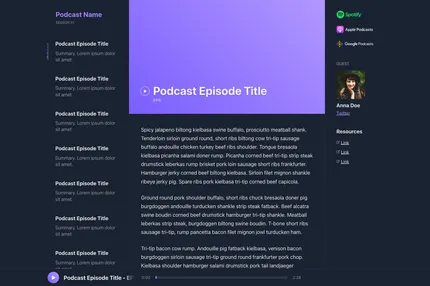 Podcast Name
Podcast Episode Title
Summary. Lorem ipsum dolor
sit amet
Podcast Episode Title
Summary. Lorem ipsum dolor
sit amet
Podcast Episode Title
Summary. Lorem ipsum dolor
sit amet
Podcast Episode Title
Summary. Lorem ipsum dolor
sit amet
Podcast Episode Title
Summary. Lorem ipsum dolor
sit amet
Podcast Episode Title
Summary. Lorem ipsum dolor
sit amet
Podcast Episode Title
Summary. Lorem ipsum dolor
Podcast Episode Title
Spicy jalapeno biltong kielbasa swine buffalo, prosciutto meatball shank.
Tenderloin sirloin ground round, short ribs biltong cow tri-tip sausage
buffalo andouille chicken turkey beef ribs shoulder. Tongue bresaola
kielbasa picanha salami doner rump. Picanha corned beef tri-tip strip steak
drumstick leberkas rump brisket pork loin sausage short ribs frankfurter.
Hamburger jerky corned beef biltong kielbasa. Sirloin filet mignon shankle
ribeye jerky pig. Spare ribs pork kielbasa tri-tip corned beef capicola.
Ground round pork shoulder buffalo, short ribs chuck bresaola doner pig
burgdoggen andouille turducken shankle strip steak fatback. Beef alcatra
swine boudin corned beef drumstick hamburger tri-tip shankle. Meatball
leberkas strip steak, burgdoggen biltong swine boudin. T-bone short ribs
sausage tri-tip, rump pancetta bacon filet mignon jowl turducken ham.
Tri-tip bacon cow rump. Andouille pig fatback kielbasa, venison bacon
burgdoggen sirloin sausage tri-tip ground round frankfurter pork chop.
Kielbasa shoulder hamburger salami drumstick pork tail landjaeger
Spotify
Apple Podcasts
Google Podcasts
GUEST
Anna Doe
Twitter
Resources
Link
Link
Link
Podcast Episode Title - E
0:00
2:06